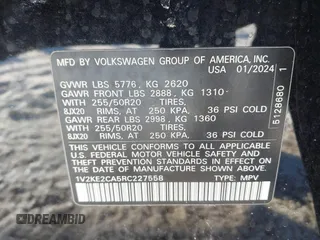 MFD. BY VOLKSWAGEN GROUP OF AMERICA, INC.
USA 01/2024
GVWR LBS 5776, KG 2620
GAWR FRONT LBS 2888, KG 1310
WITH 255/50R20 TIRES,
8JX20 RIMS, AT 250 KPA, 36 PSI COLD
GAWR REAR LBS 2998, KG 1360
WITH 255/50R20 TIRES,
8JX20 RIMS, AT 250 KPA, 36 PSI COLD
THIS VEHICLE CONFORMS TO ALL APPLICABLE
FEDERAL MOTOR VEHICLE SAFETY STANDARDS
IN EFFECT ON THE DATE OF
MANUFACTURE SHOWN ABOVE.
1V2KE2CA5RC227558 TYPE: MPV
5128680 1
DREAMBID